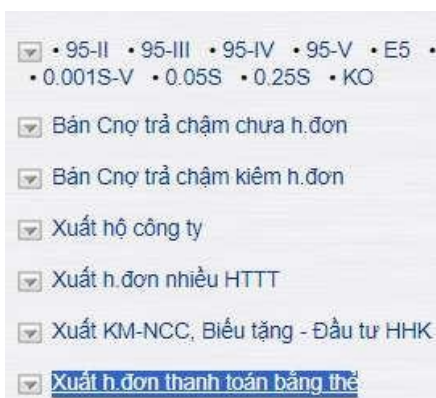 • 95-II • 95-III • 95-IV • 95-V • E5 •
• 0.001S-V • 0.05S • 0.25S • KO
Bán Cnợ trả chậm chưa h.đơn
Bán Cnợ trả chậm kiêm h.đơn
Xuất hộ công ty
Xuất h.đơn nhiều HTTT
Xuất KM-NCC, Biếu tặng - Đầu tư HHK
Xuất h.đơn thanh toán bằng thẻ